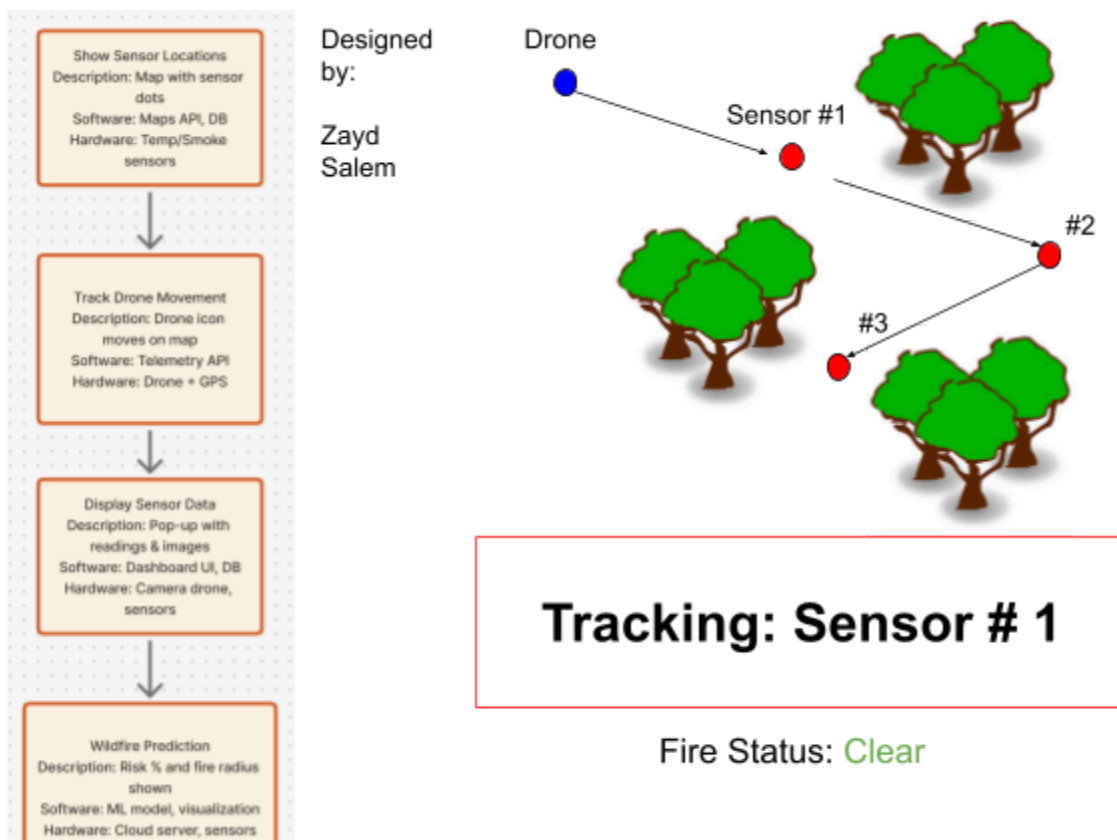 Show Sensor Locations
Description: Map with sensor
dots
Software: Maps API, DB
Hardware: Temp/Smoke
sensors
Track Drone Movement
Description: Drone icon
moves on map
Software: Telemetry API
Hardware: Drone + GPS
Display Sensor Data
Description: Pop-up with
readings & images
Software: Dashboard UI, DB
Hardware: Camera drone,
sensors
Wildfire Prediction
Description: Risk % and fire radius
shown
Software: ML model, visualization
Hardware: Cloud server, sensors
Designed
by:
Zayd
Salem
Drone
Sensor #1
#2
#3
Tracking: Sensor # 1
Fire Status: Clear